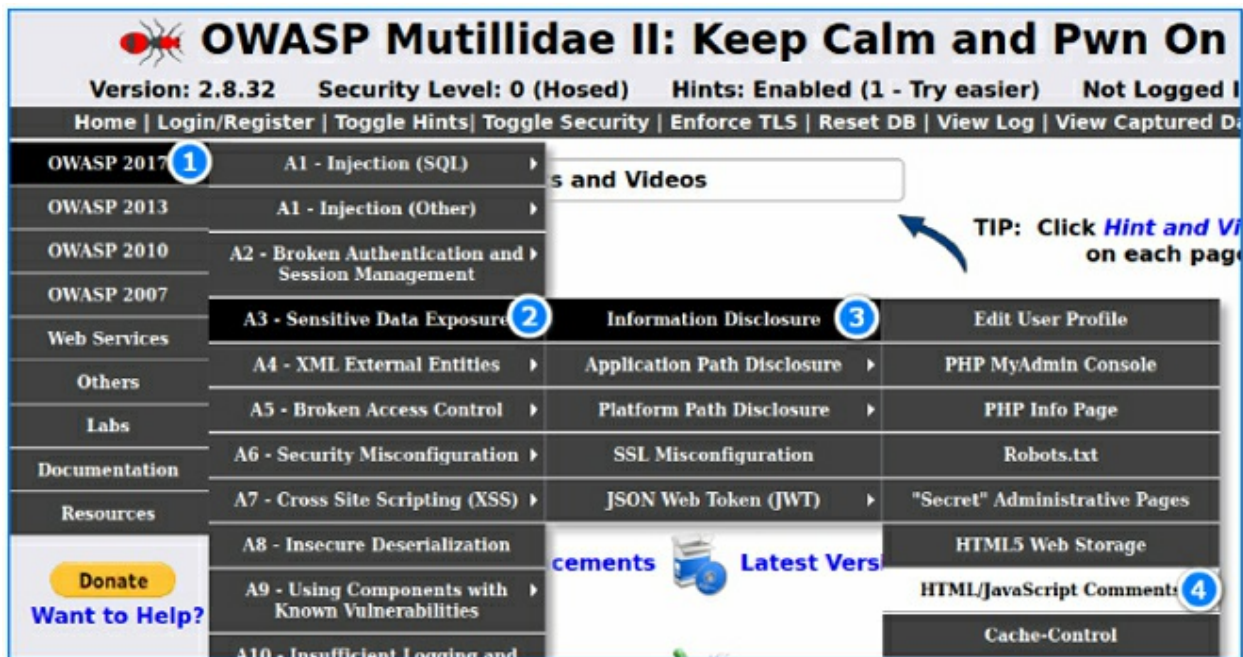 OWASP Mutillidae II: Keep Calm and Pwn On
Version: 2.8.32 Security Level: 0 (Hosed) Hints: Enabled (1 - Try easier) Not Logged I
Home | Login/Register | Toggle Hints| Toggle Security | Enforce TLS | Reset DB | View Log | View Captured Da
OWASP 2017 1
OWASP 2013
OWASP 2010
OWASP 2007
Web Services
Others
Labs
Documentation
Resources
Donate
Want to Help?
A1 - Injection (SQL)
A1 - Injection (Other)
A2 - Broken Authentication and
Session Management
A3 - Sensitive Data Exposure 2
A4 - XML External Entities
A5 - Broken Access Control
A6 - Security Misconfiguration
A7 - Cross Site Scripting (XSS)
A8 - Insecure Deserialization
A9 - Using Components with
Known Vulnerabilities
A10 - Insufficient Logging and
s and Videos
TIP: Click Hint and Vi
on each page
Information Disclosure 3
Application Path Disclosure
Platform Path Disclosure
SSL Misconfiguration
JSON Web Token (JWT)
cements Latest Versi
Edit User Profile
PHP MyAdmin Console
PHP Info Page
Robots.txt
"Secret" Administrative Pages
HTML5 Web Storage
HTML/JavaScript Comments 4
Cache-Control